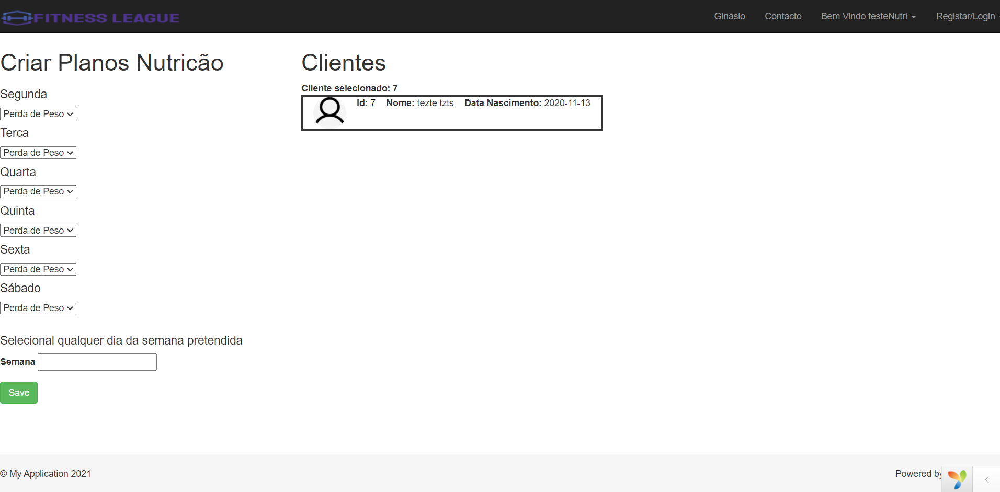 FITNESS LEAGUE
Ginásio Contacto Bem Vindo testeNutri Registar/Login
Criar Planos Nutricão
Segunda
Perda de Peso
Terca
Perda de Peso
Quarta
Perda de Peso
Quinta
Perda de Peso
Sexta
Perda de Peso
Sábado
Perda de Peso
Selecional qualquer dia da semana pretendida
Semana
Save
Clientes
Cliente selecionado: 7
Id: 7 Nome: tezte tzts Data Nascimento: 2020-11-13
© My Application 2021
Powered by